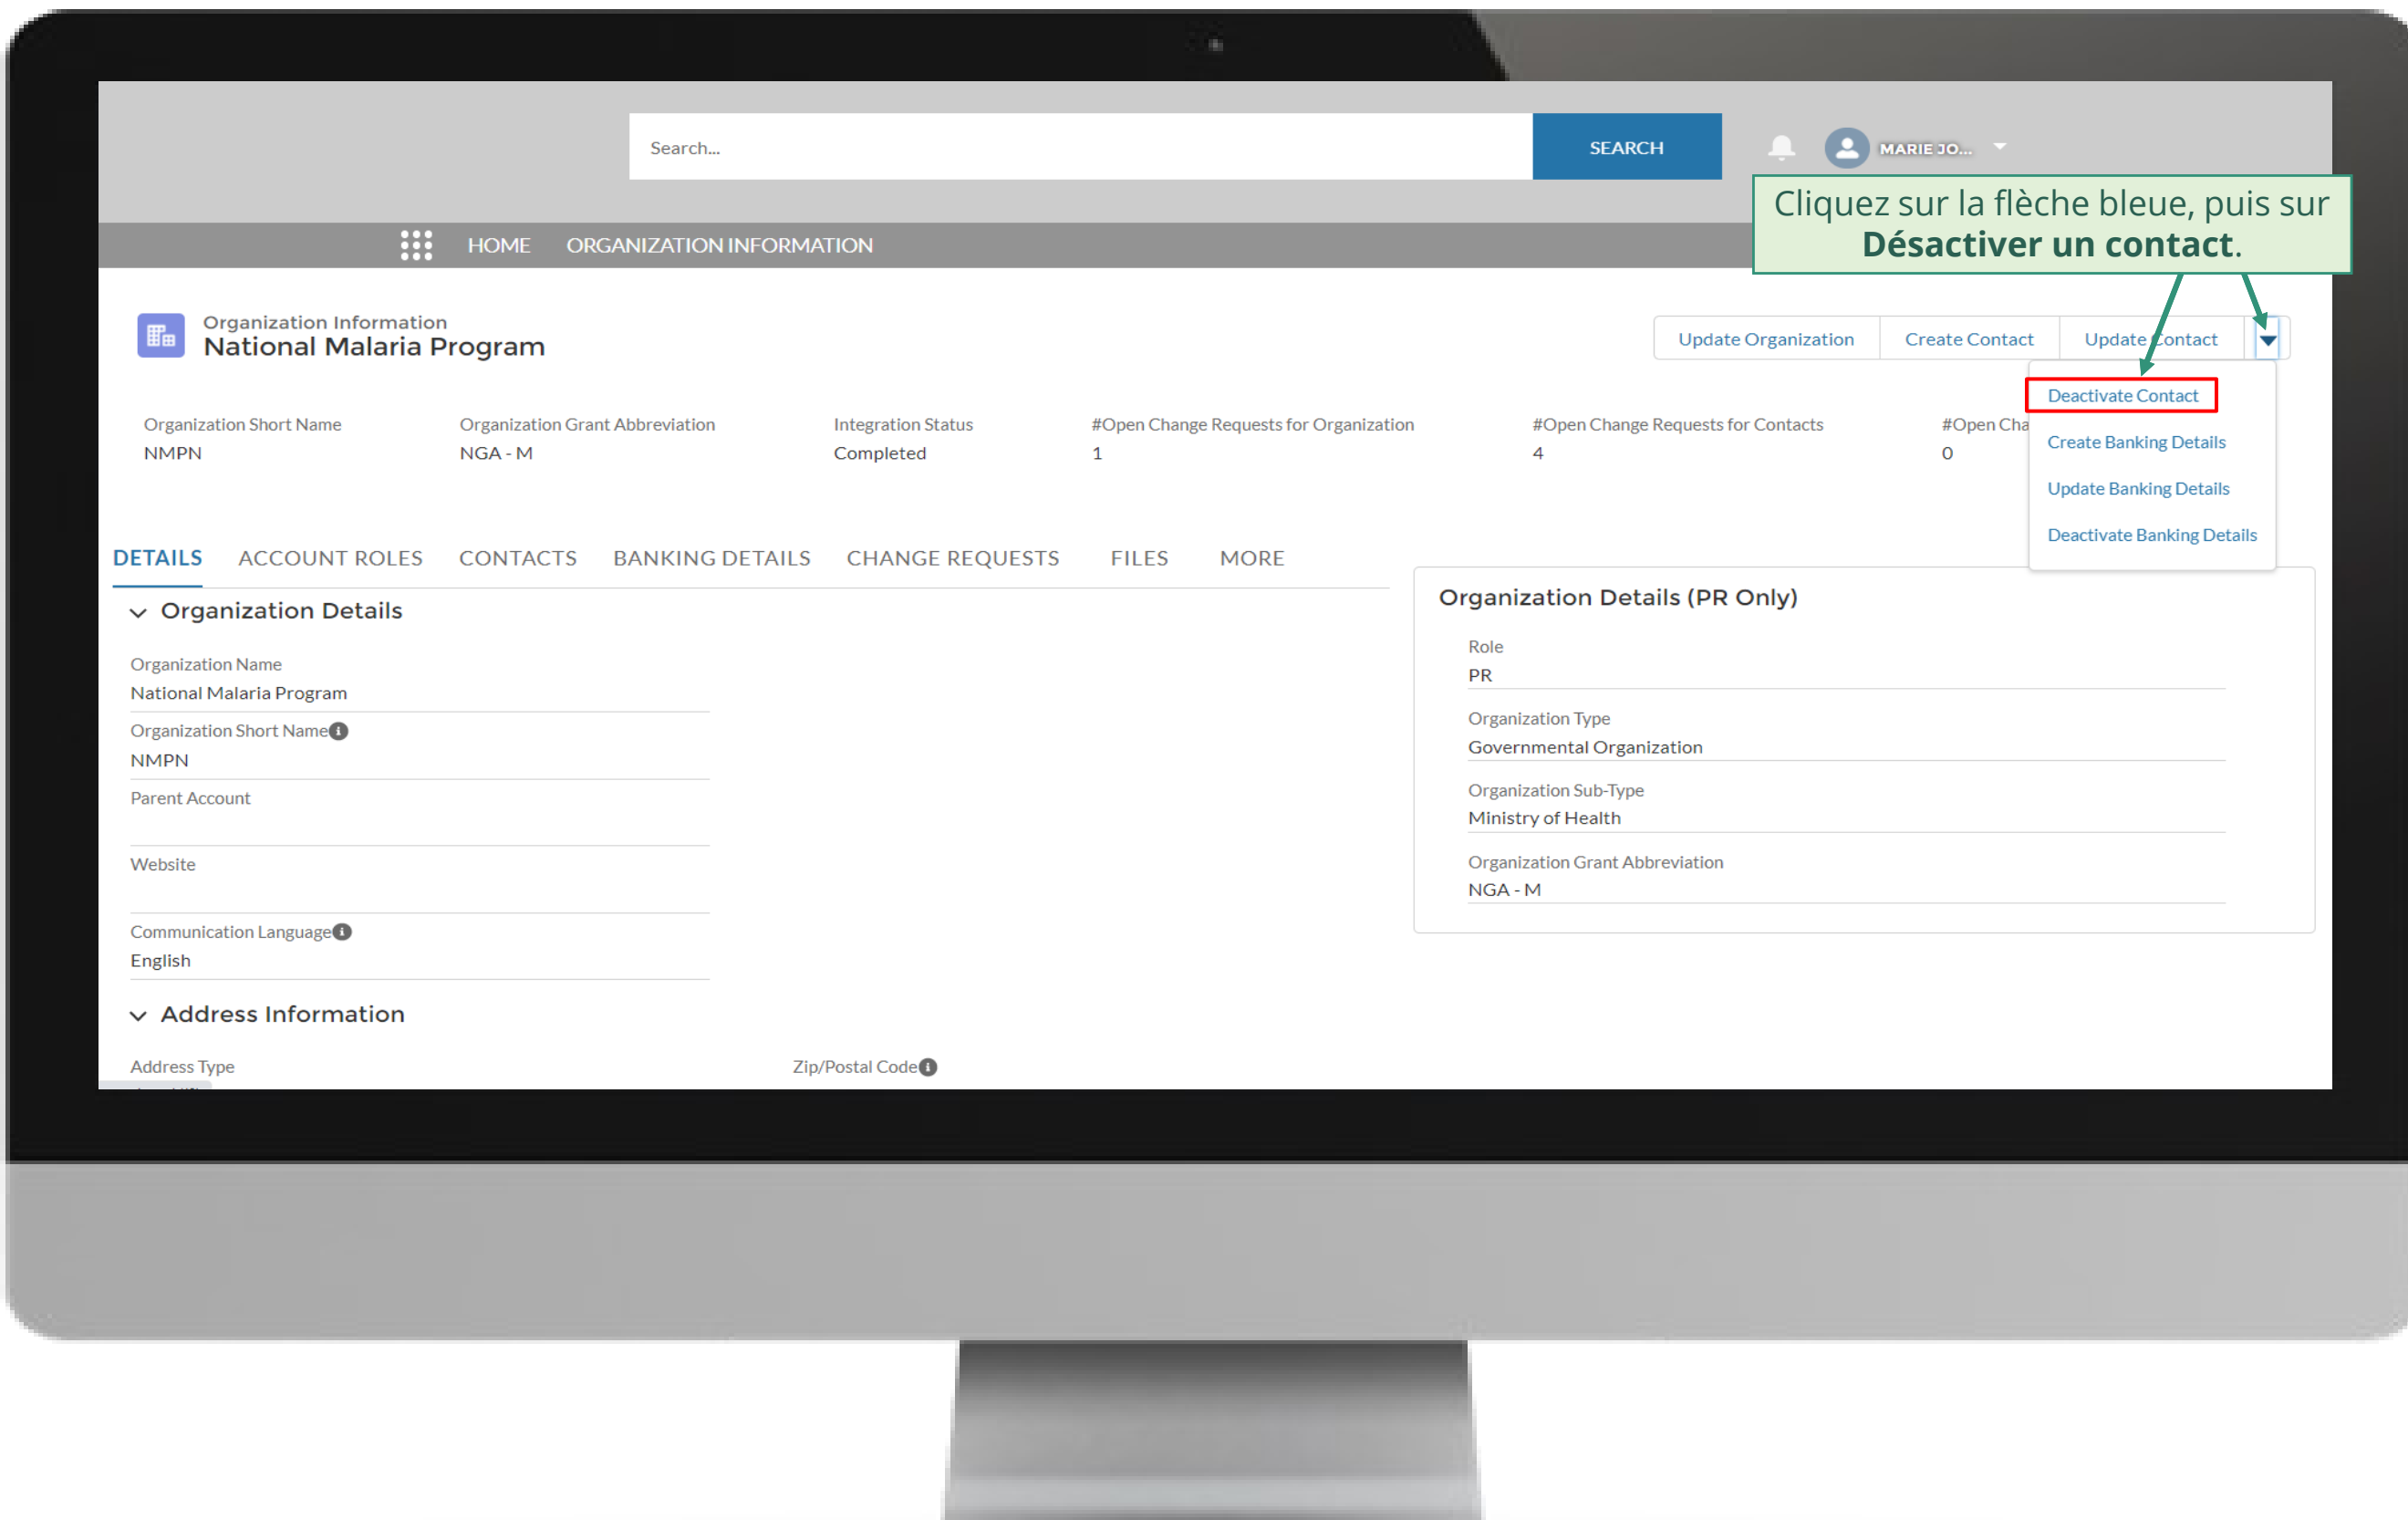 Search...
SEARCH
MARIE JO...
Cliquez sur la flèche bleue, puis sur
Désactiver un contact.
HOME ORGANIZATION INFORMATION
Organization Information
National Malaria Program
Update Organization Create Contact Update Contact
Deactivate Contact
Create Banking Details
Update Banking Details
Deactivate Banking Details
Organization Short Name Organization Grant Abbreviation Integration Status #Open Change Requests for Organization #Open Change Requests for Contacts #Open Cha
NMPN NGA - M Completed 1 4 0
DETAILS ACCOUNT ROLES CONTACTS BANKING DETAILS CHANGE REQUESTS FILES MORE
Organization Details
Organization Name
National Malaria Program
Organization Short Name
NMPN
Parent Account
Website
Communication Language
English
Address Information
Address Type Zip/Postal Code
Organization Details (PR Only)
Role
PR
Organization Type
Governmental Organization
Organization Sub-Type
Ministry of Health
Organization Grant Abbreviation
NGA - M